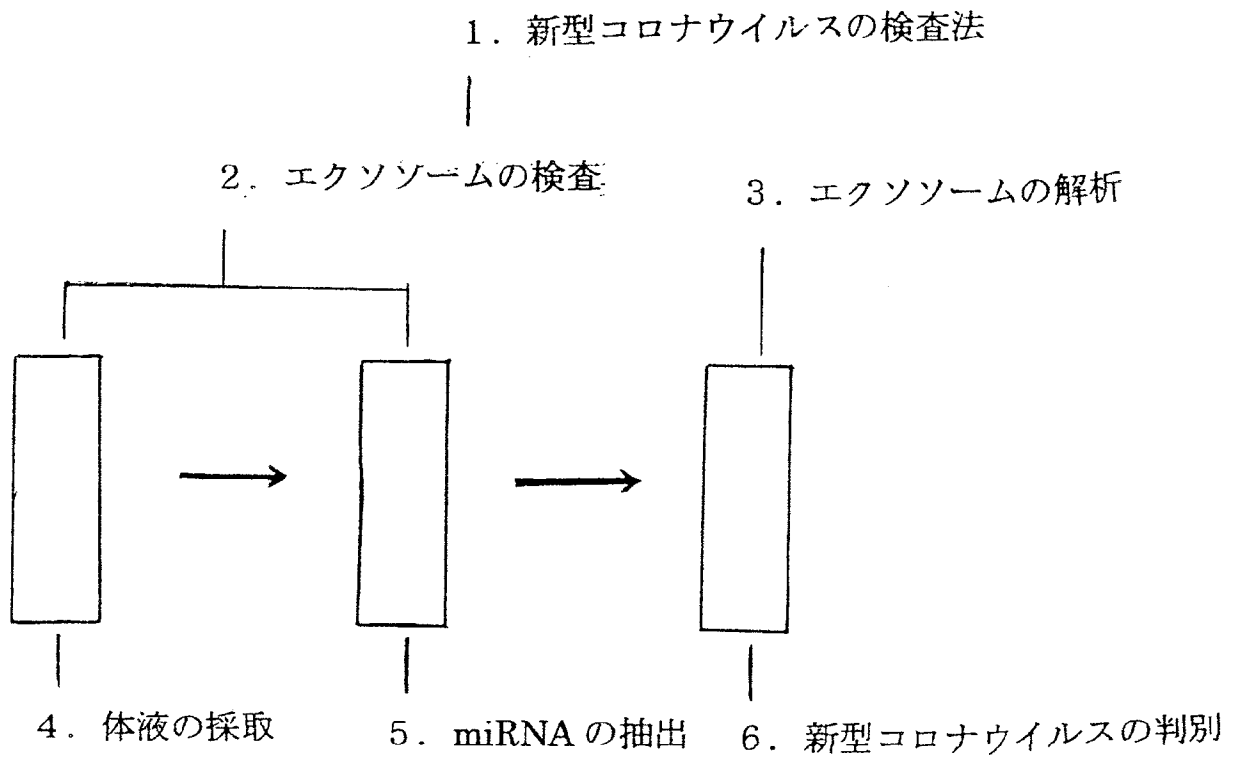 1. 新型コロナウイルスの検査法
2. エクソソームの検査
3. エクソソームの解析
4. 体液の採取
5. miRNA の抽出
6. 新型コロナウイルスの判別